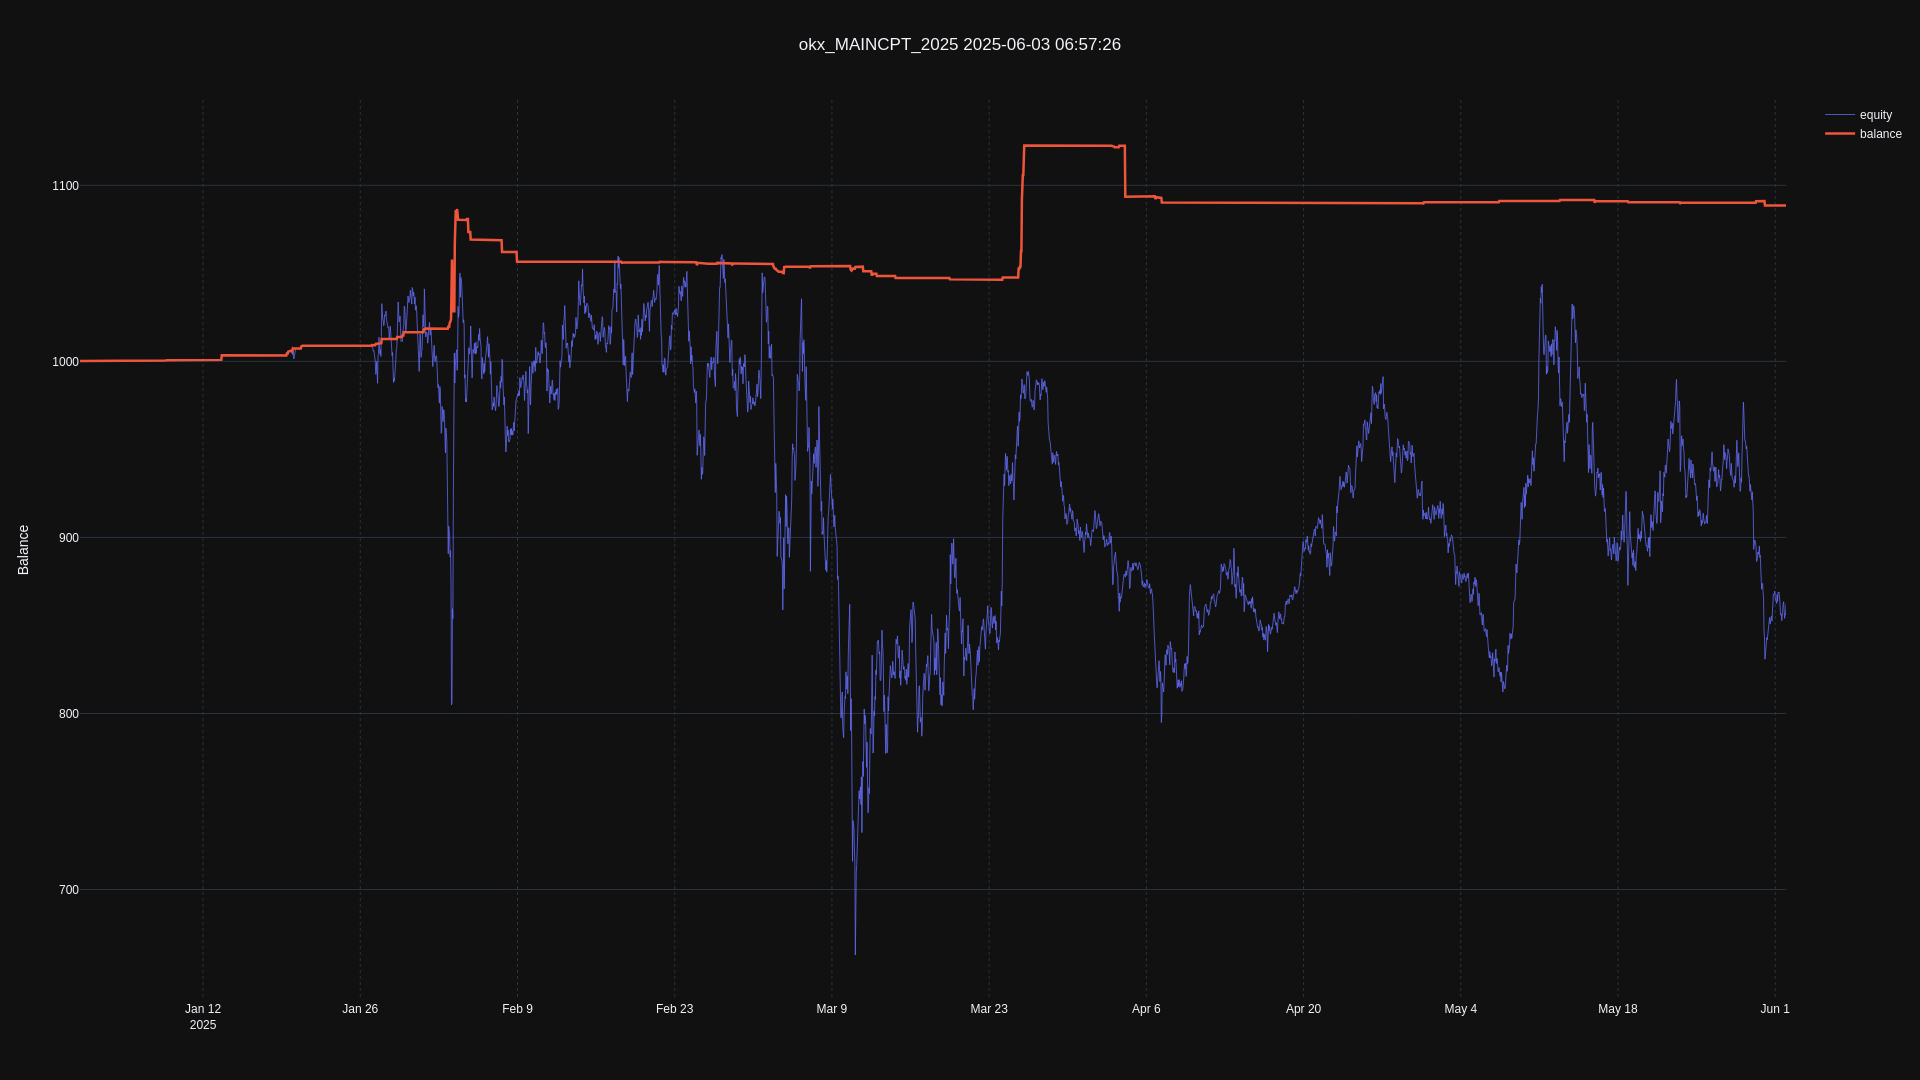 okx_MAINCPT_2025 2025-06-03 06:57:26
equity
balance
Balance
1100
1000
900
800
700
Jan 12
2025
Jan 26
Feb 9
Feb 23
Mar 9
Mar 23
Apr 6
Apr 20
May 4
May 18
Jun 1